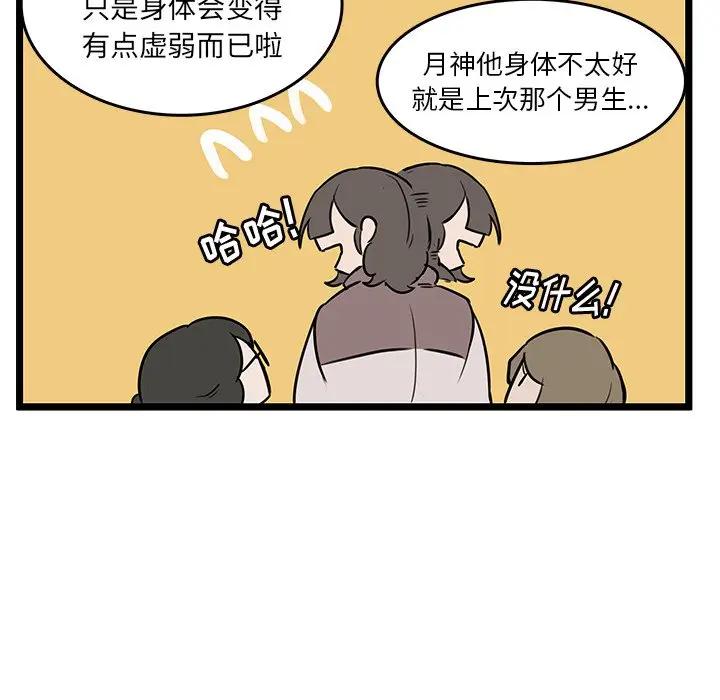 只是身体会变得
有点虚弱而已啦
月神他身体不太好
就是上次那个男生...
哈哈!
没什么!